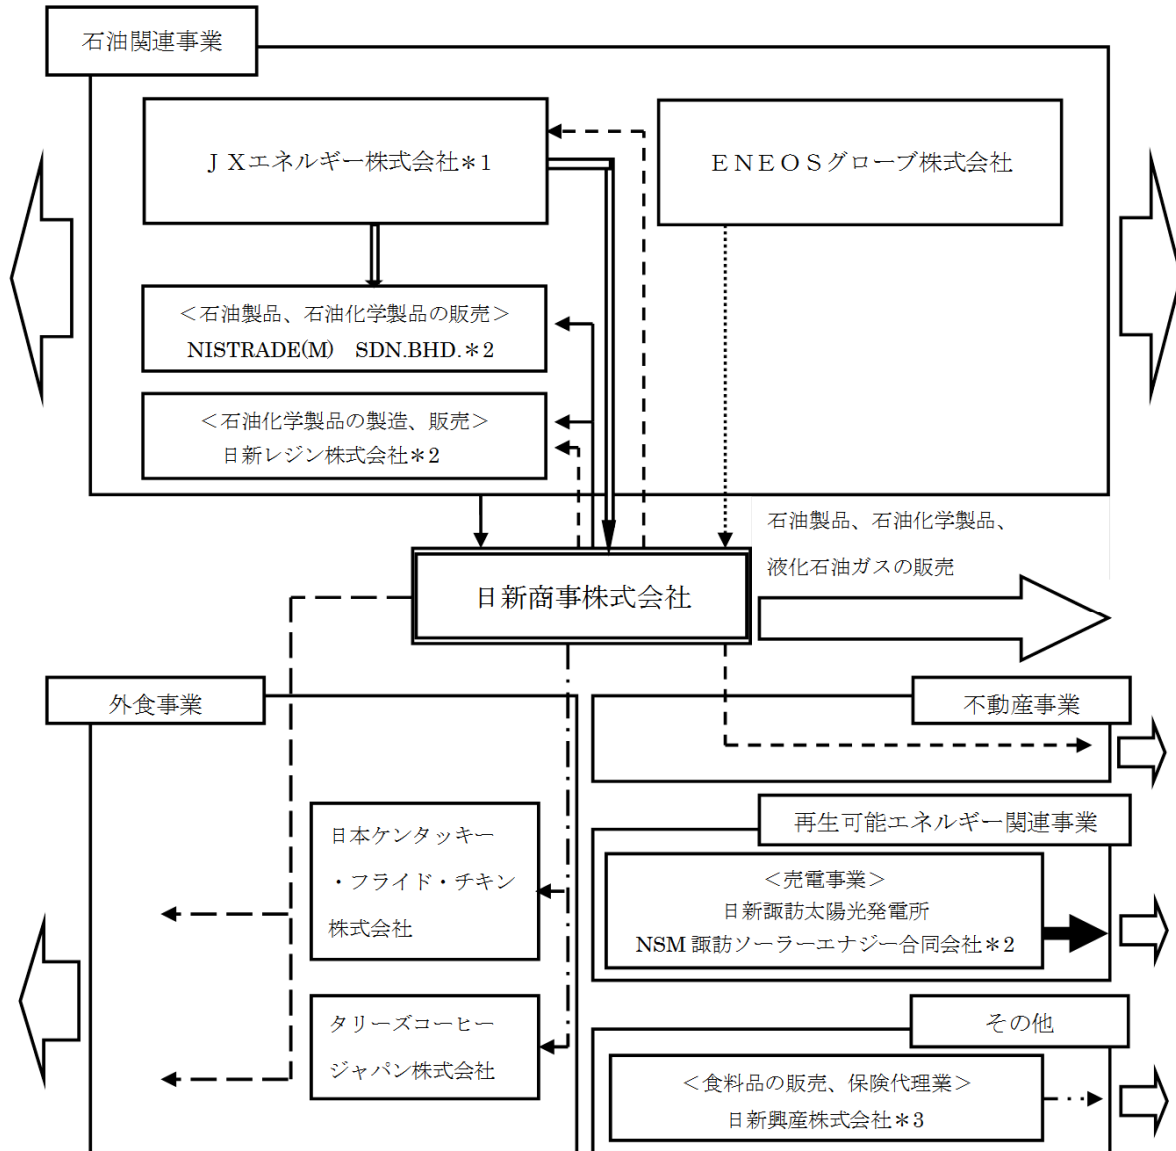 石油関連事業
ＪＸエネルギー株式会社＊1
ＥＮＥＯＳグローブ株式会社
＜石油製品、石油化学製品の販売＞
NISTRADE(M)　SDN.BHD.＊2
＜石油化学製品の製造、販売＞
日新レジン株式会社＊2
石油製品、石油化学製品、
液化石油ガスの販売
日新商事株式会社
外食事業
不動産事業
日本ケンタッキー
・フライド・チキン
株式会社
再生可能エネルギー関連事業
＜売電事業＞
日新諏訪太陽光発電所
NSM 諏訪ソーラーエナジー合同会社＊2
タリーズコーヒー
ジャパン株式会社
その他
＜食料品の販売、保険代理業＞
日新興産株式会社＊3